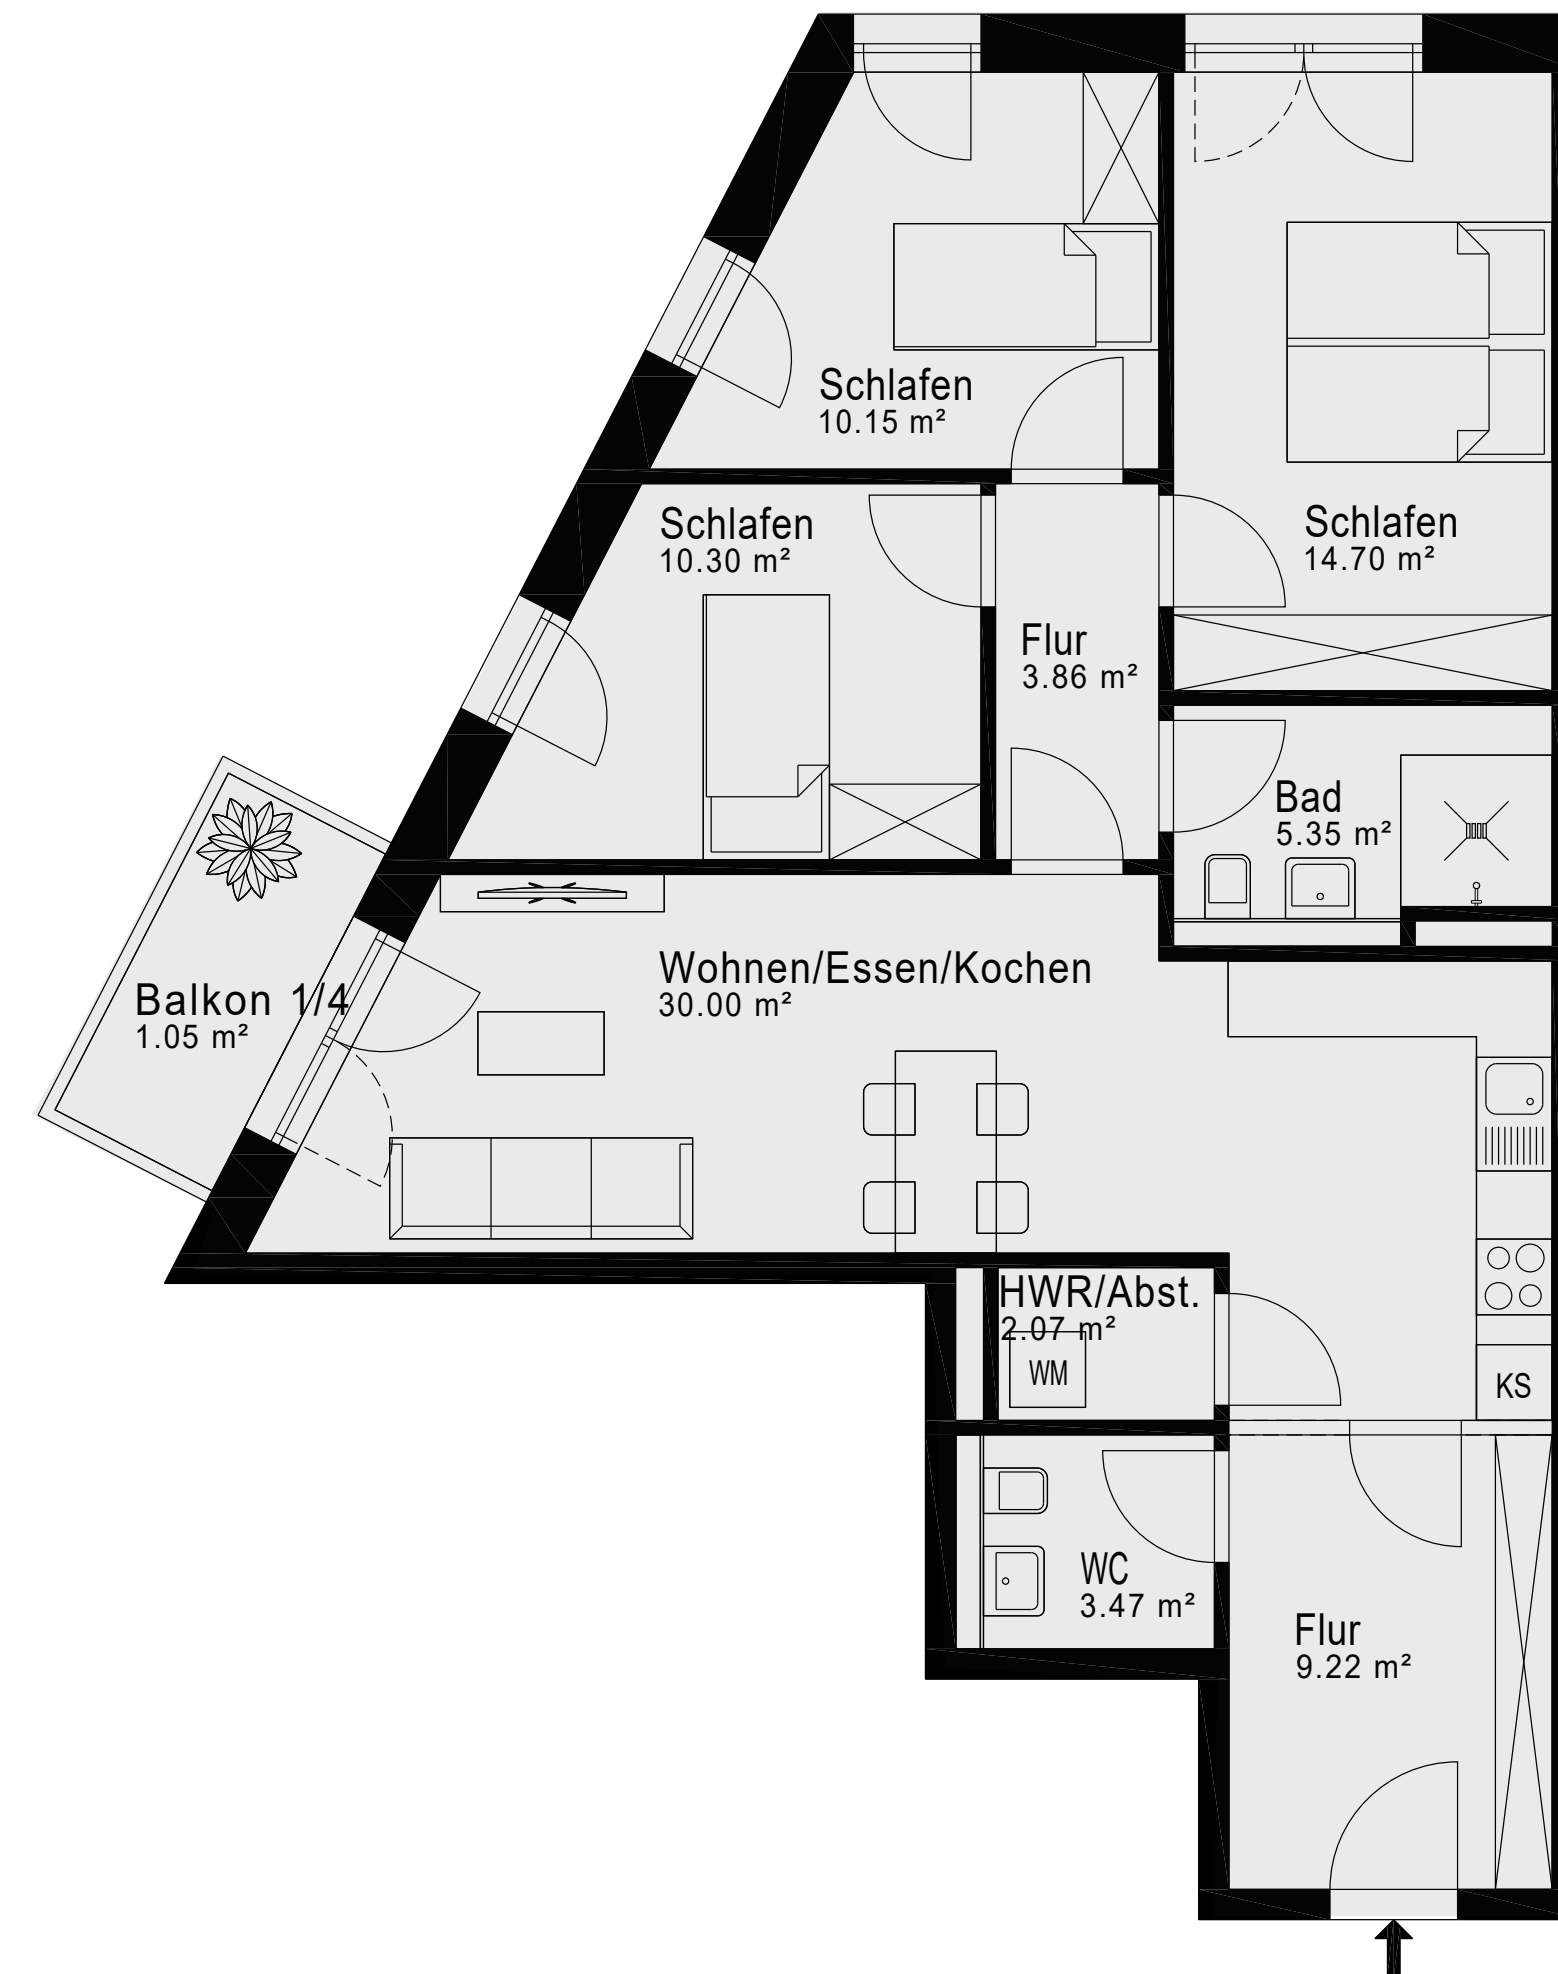 Schlafen
10.15 m²
Schlafen
10.30 m²
Schlafen
14.70 m²
Flur
3.86 m²
Bad
5.35 m²
Wohnen/Essen/Kochen
30.00 m²
Balkon 1/4
1.05 m²
HWR/Abst.
2.07 m²
WM
KS
WC
3.47 m²
Flur
9.22 m²